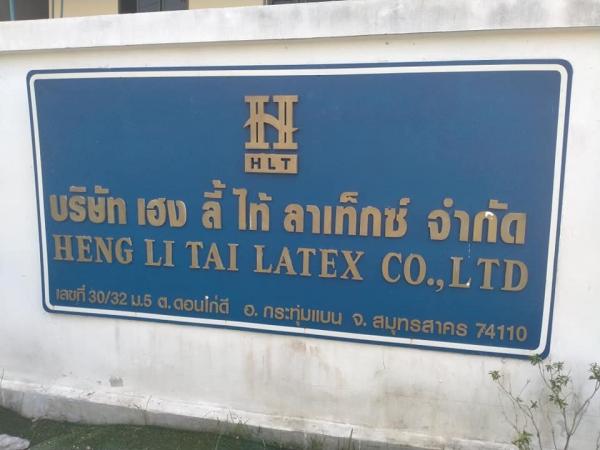 H
HLT
บริษัท เฮง ลี้ ไท้ ลาเท็กซ์ จำกัด
HENG LI TAI LATEX CO.,LTD
เลขที่ 30/32 ม.5 ต.ดอนไก่ดี อ. กระทุ่มแบน จ. สมุทรสาคร 74110